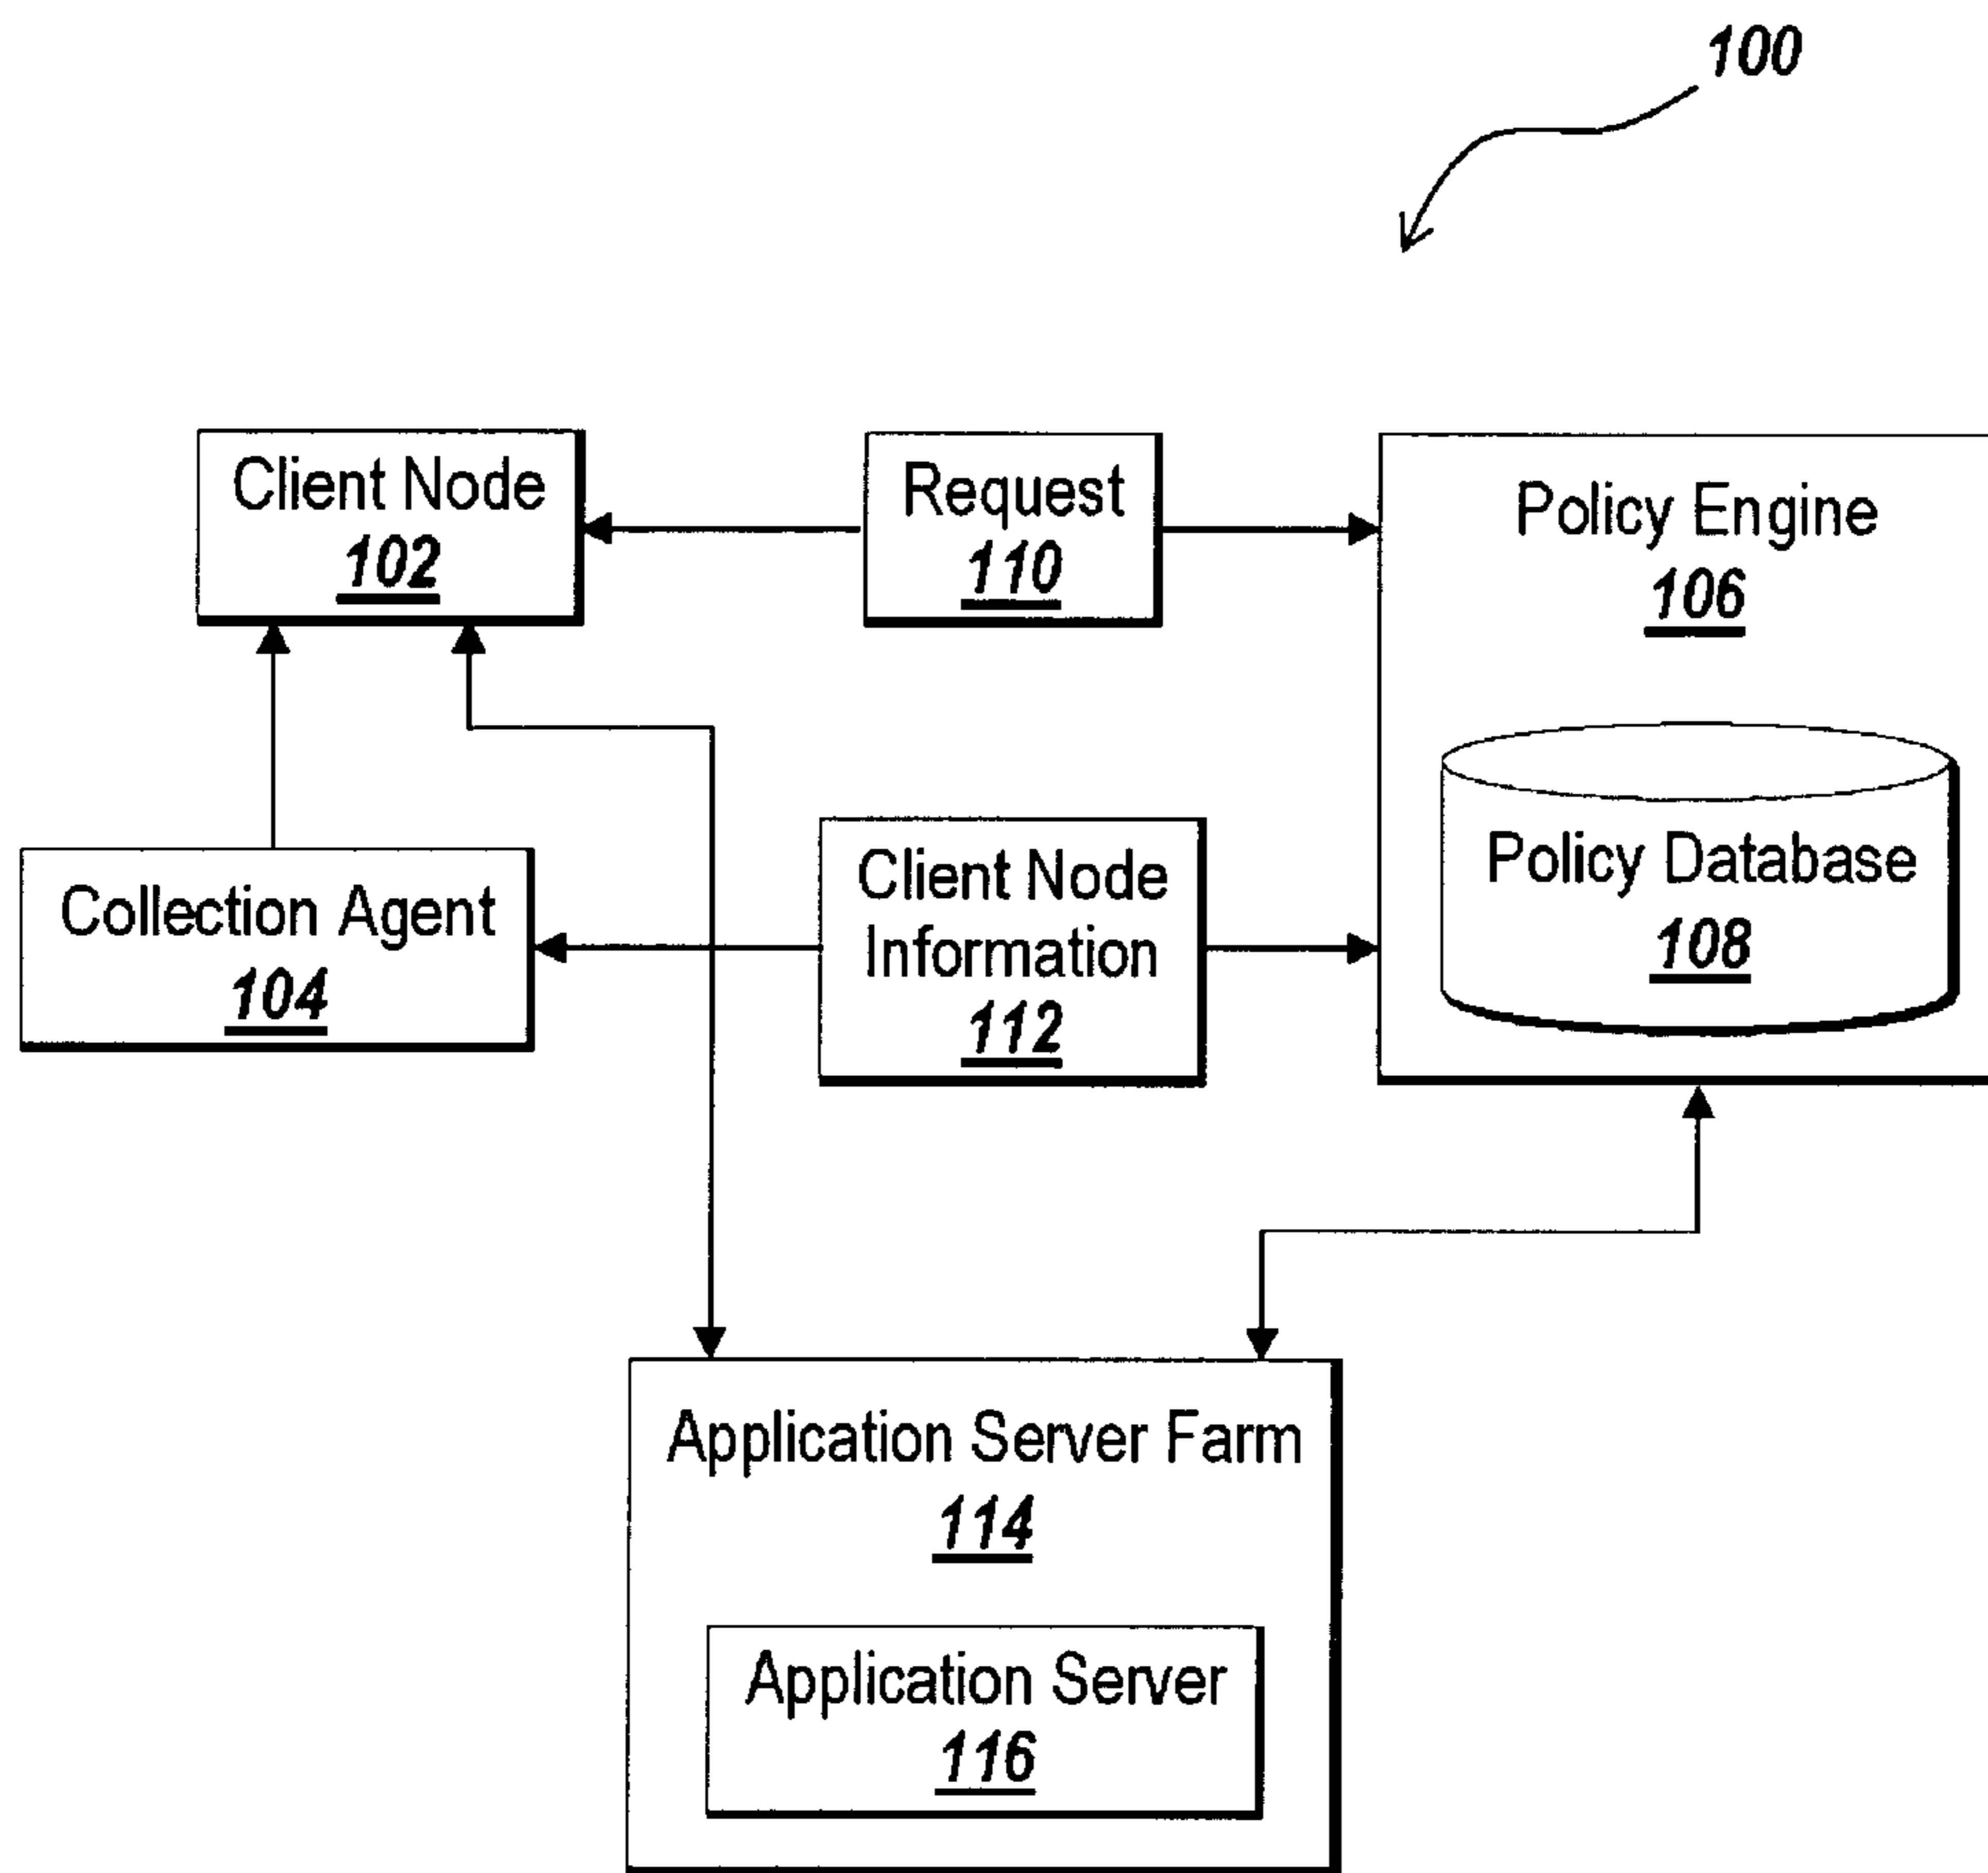 100
Client Node
102
Request
110
Policy Engine
106
Policy Database
108
Collection Agent
104
Client Node
Information
112
Application Server Farm
114
Application Server
116